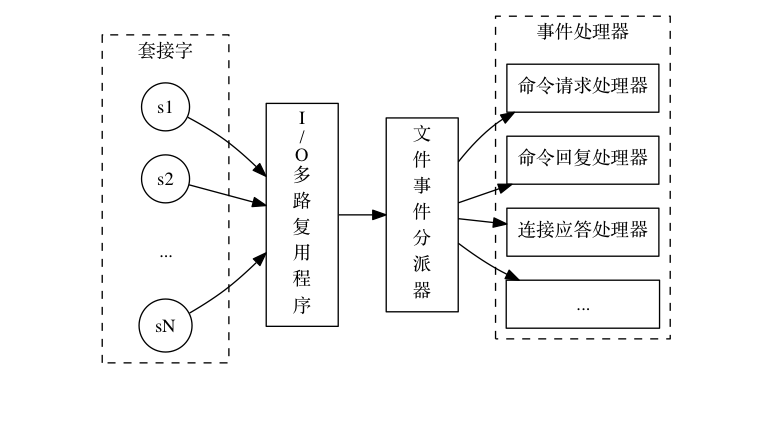 套接字
s1
s2
...
sN
I/O多路复用程序
文件事件分派器
事件处理器
命令请求处理器
命令回复处理器
连接应答处理器
...